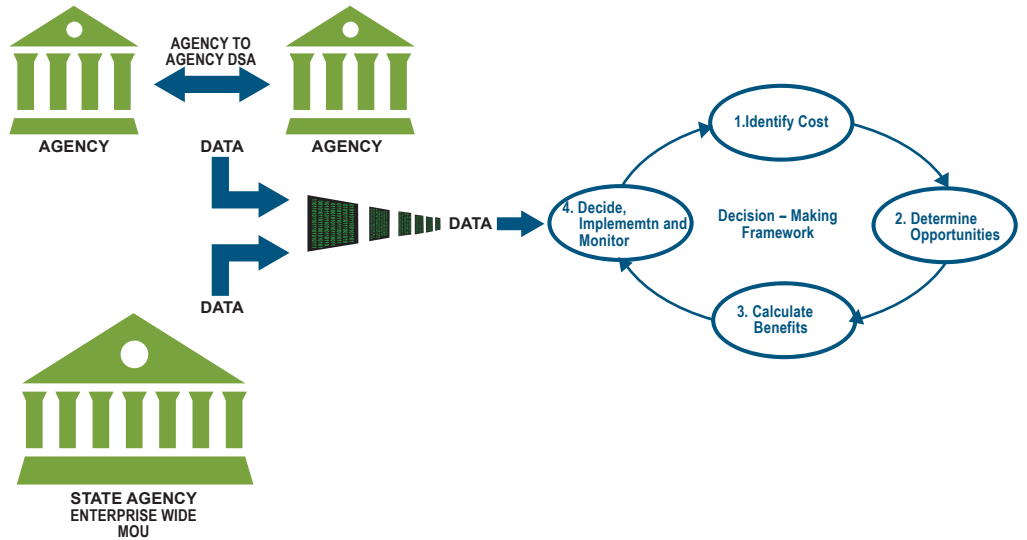 AGENCY TO
AGENCY DSA
AGENCY
DATA
AGENCY
DATA
DATA
STATE AGENCY
ENTERPRISE WIDE
MOU
1.Identify Cost
2. Determine
Opportunities
3. Calculate
Benefits
4. Decide,
Implememtn and
Monitor
Decision – Making
Framework